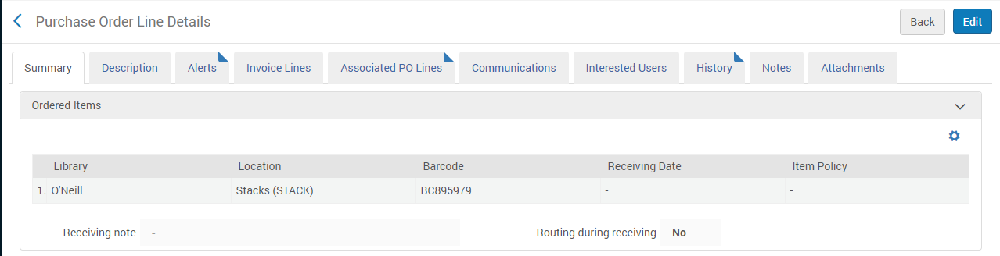 Purchase Order Line Details
Back
Edit
Summary Description Alerts Invoice Lines Associated PO Lines Communications Interested Users History Notes Attachments
Ordered Items
Library Location Barcode Receiving Date Item Policy
1. O'Neill Stacks (STACK) BC895979 - -
Receiving note - Routing during receiving No